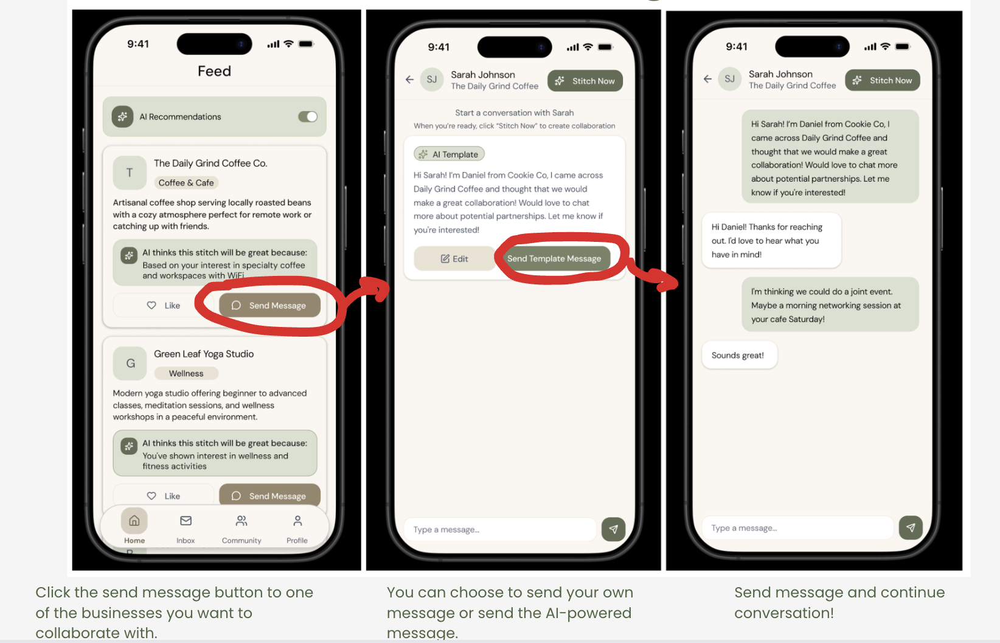 9:41
Feed
AI Recommendations
T
The Daily Grind Coffee Co.
Coffee & Cafe
Artisanal coffee shop serving locally roasted beans
with a cozy atmosphere perfect for remote work or
catching up with friends.
AI thinks this stitch will be great because:
Based on your interest in specialty coffee
and workspaces with WiFi
Like
Send Message
G
Green Leaf Yoga Studio
Wellness
Modern yoga studio offering beginner to advanced
classes, meditation sessions, and wellness
workshops in a peaceful environment.
AI thinks this stitch will be great because:
You've shown interest in wellness and
fitness activities
Like
Send Message
Home
Inbox
Community
Profile
Click the send message button to one
of the businesses you want to
collaborate with.
9:41
SJ
Sarah Johnson
The Daily Grind Coffee
Stitch Now
Start a conversation with Sarah
When you're ready, click “Stitch Now” to create collaboration
AI Template
Hi Sarah! I'm Daniel from Cookie Co, I came across
Daily Grind Coffee and thought that we would
make a great collaboration! Would love to chat
more about potential partnerships. Let me know if
you're interested!
Edit
Send Template Message
Type a message...
You can choose to send your own
message or send the AI-powered
message.
9:41
SJ
Sarah Johnson
The Daily Grind Coffee
Stitch Now
Hi Sarah! I'm Daniel from Cookie Co, I
came across Daily Grind Coffee and
thought that we would make a great
collaboration! Would love to chat more
about potential partnerships. Let me
know if you're interested!
Hi Daniel! Thanks for reaching
out. I'd love to hear what you
have in mind!
I'm thinking we could do a joint event.
Maybe a morning networking session at
your cafe Saturday!
Sounds great!
Type a message...
Send message and continue
conversation!